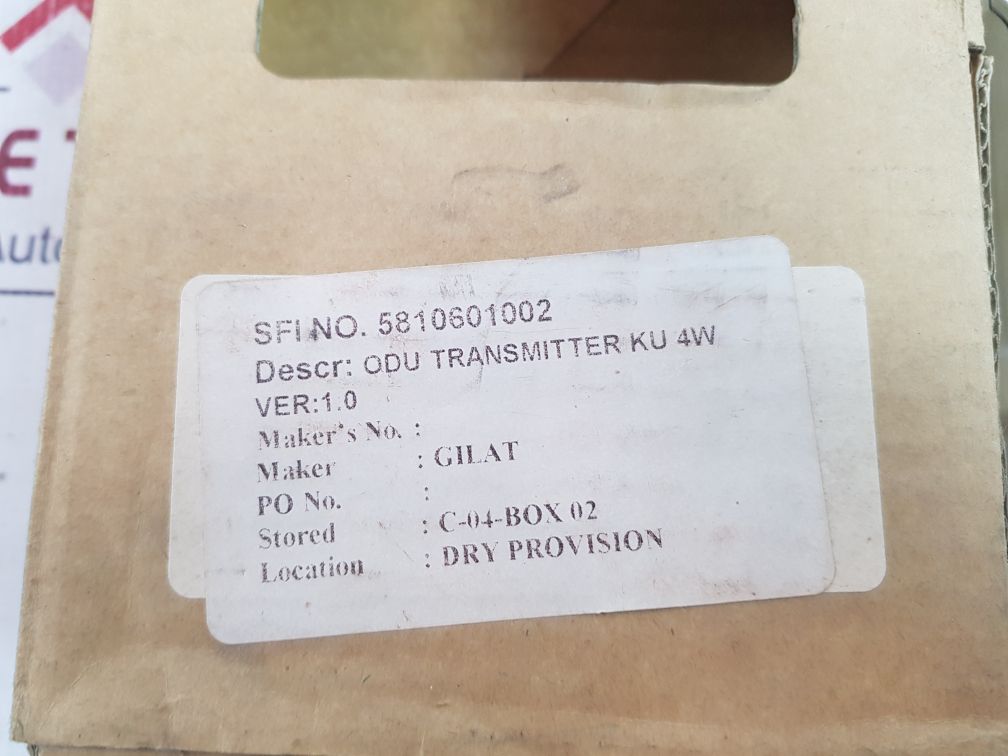 E
Auto
SFI NO. 5810601002
Descr: ODU TRANSMITTER KU 4W
VER:1.0
Maker's No. :
Maker : GILAT
PO No. :
Stored : C-04-BOX 02
Location : DRY PROVISION